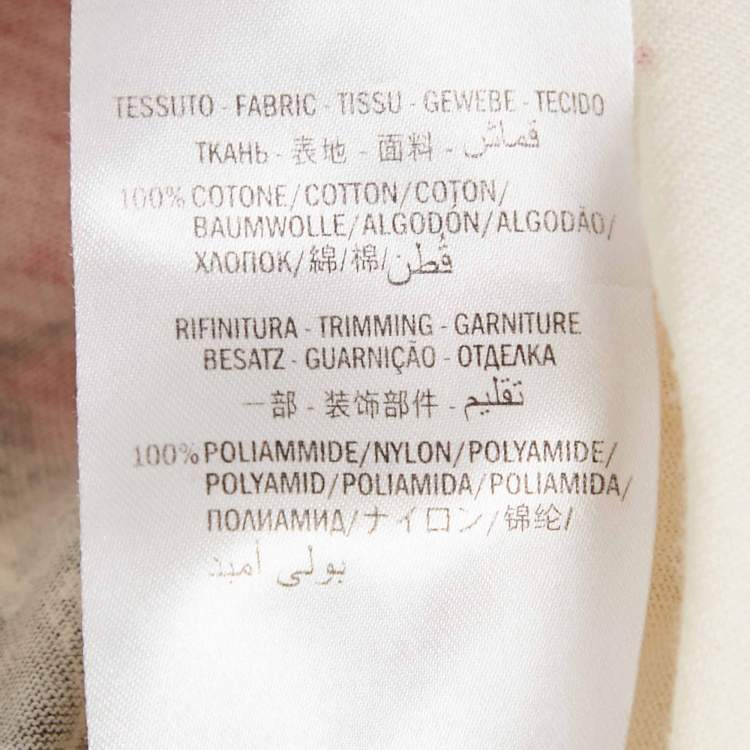 TESSUTO - FABRIC - TISSU - GEWEBE - TECIDO
ТКАНЬ - 表地 - 面料 - قماش
100% COTONE/COTTON/COTON/
BAUMWOLLE/ALGODÓN/ALGODÃO/
ХЛОПОК/綿/棉/قُطن
RIFINITURA - TRIMMING - GARNITURE
BESATZ - GUARNIÇÃO - ОТДЕЛКА
一部 - 装饰部件 - تقليم
100% POLIAMMIDE/NYLON/POLYAMIDE/
POLYAMID/POLIAMIDA/POLIAMIDA/
ПОЛИАМИД/ナイロン/锦纶/
بولي أميد